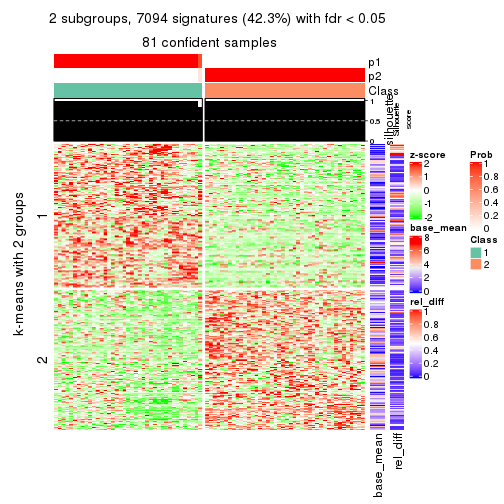 2 subgroups, 7094 signatures (42.3%) with fdr < 0.05
81 confident samples
p1
p2
Class
1
0.5
0
silhouette
Silhouette
score
k-means with 2 groups
1
2
base_mean
rel_diff
z-score
2
1
0
-1
-2
base_mean
8
6
4
2
0
rel_diff
1
0.8
0.6
0.4
0.2
0
Prob
1
0.8
0.6
0.4
0.2
0
Class
1
2